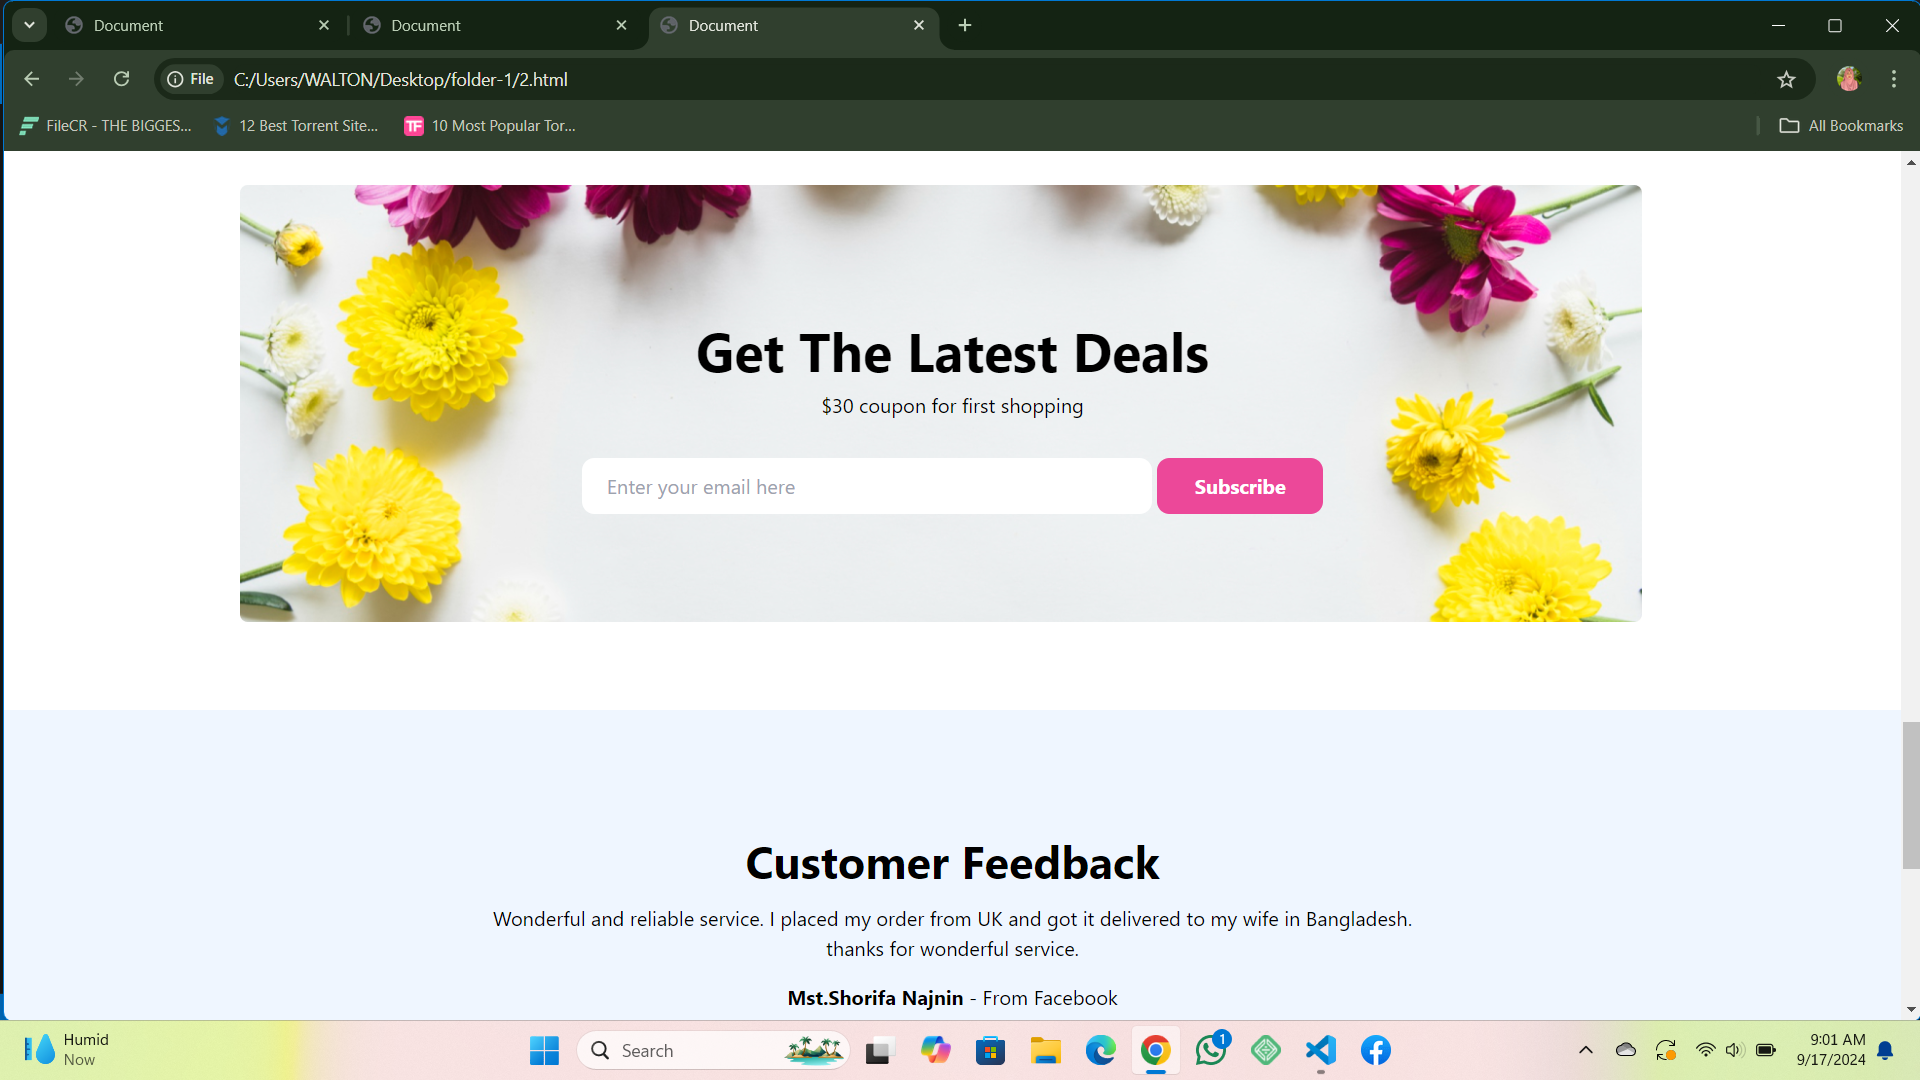 Document
Document
Document
File
C:/Users/WALTON/Desktop/folder-1/2.html
FileCR - THE BIGGES...
12 Best Torrent Site...
TF
10 Most Popular Tor...
All Bookmarks
Get The Latest Deals
$30 coupon for first shopping
Enter your email here
Subscribe
Customer Feedback
Wonderful and reliable service. I placed my order from UK and got it delivered to my wife in Bangladesh.
thanks for wonderful service.
Mst.Shorifa Najnin - From Facebook
Humid
Now
Search
1
9:01 AM
9/17/2024